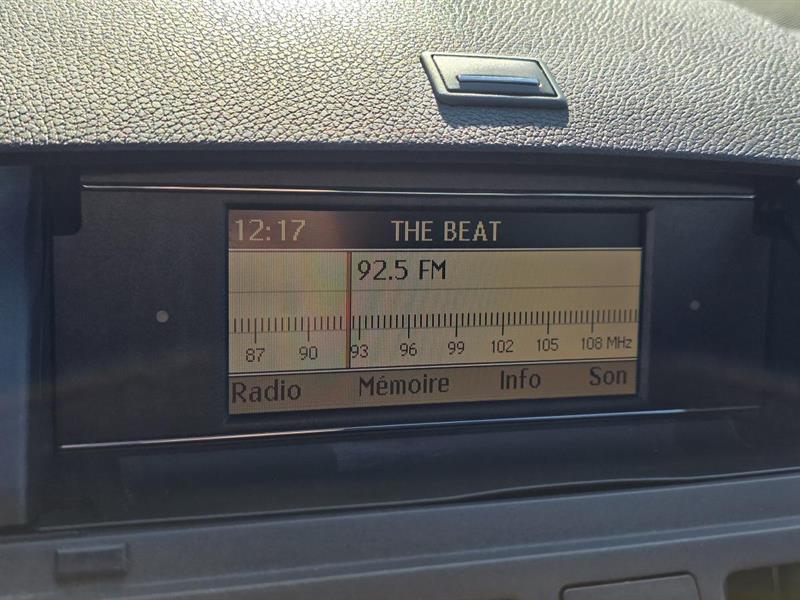 12:17 THE BEAT
92.5 FM
87 90 93 96 99 102 105 108 MHz
Radio Mémoire Info Son